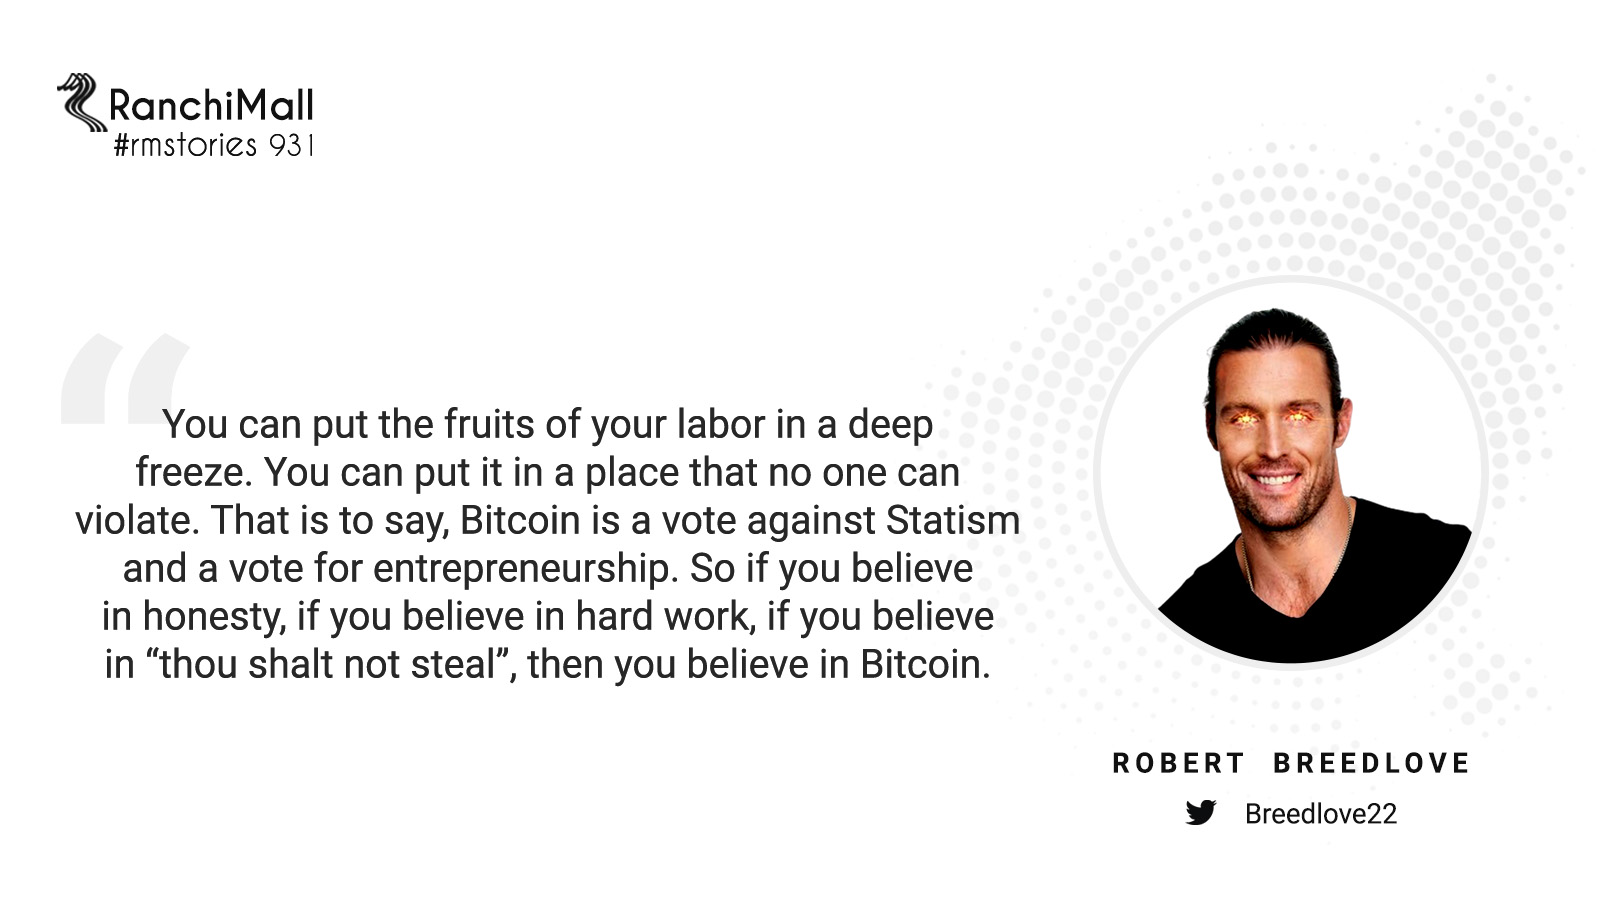 RanchiMall
#rmstories 931
You can put the fruits of your labor in a deep
freeze. You can put it in a place that no one can
violate. That is to say, Bitcoin is a vote against Statism
and a vote for entrepreneurship. So if you believe
in honesty, if you believe in hard work, if you believe
in “thou shalt not steal”, then you believe in Bitcoin.
ROBERT BREEDLOVE
Breedlove22